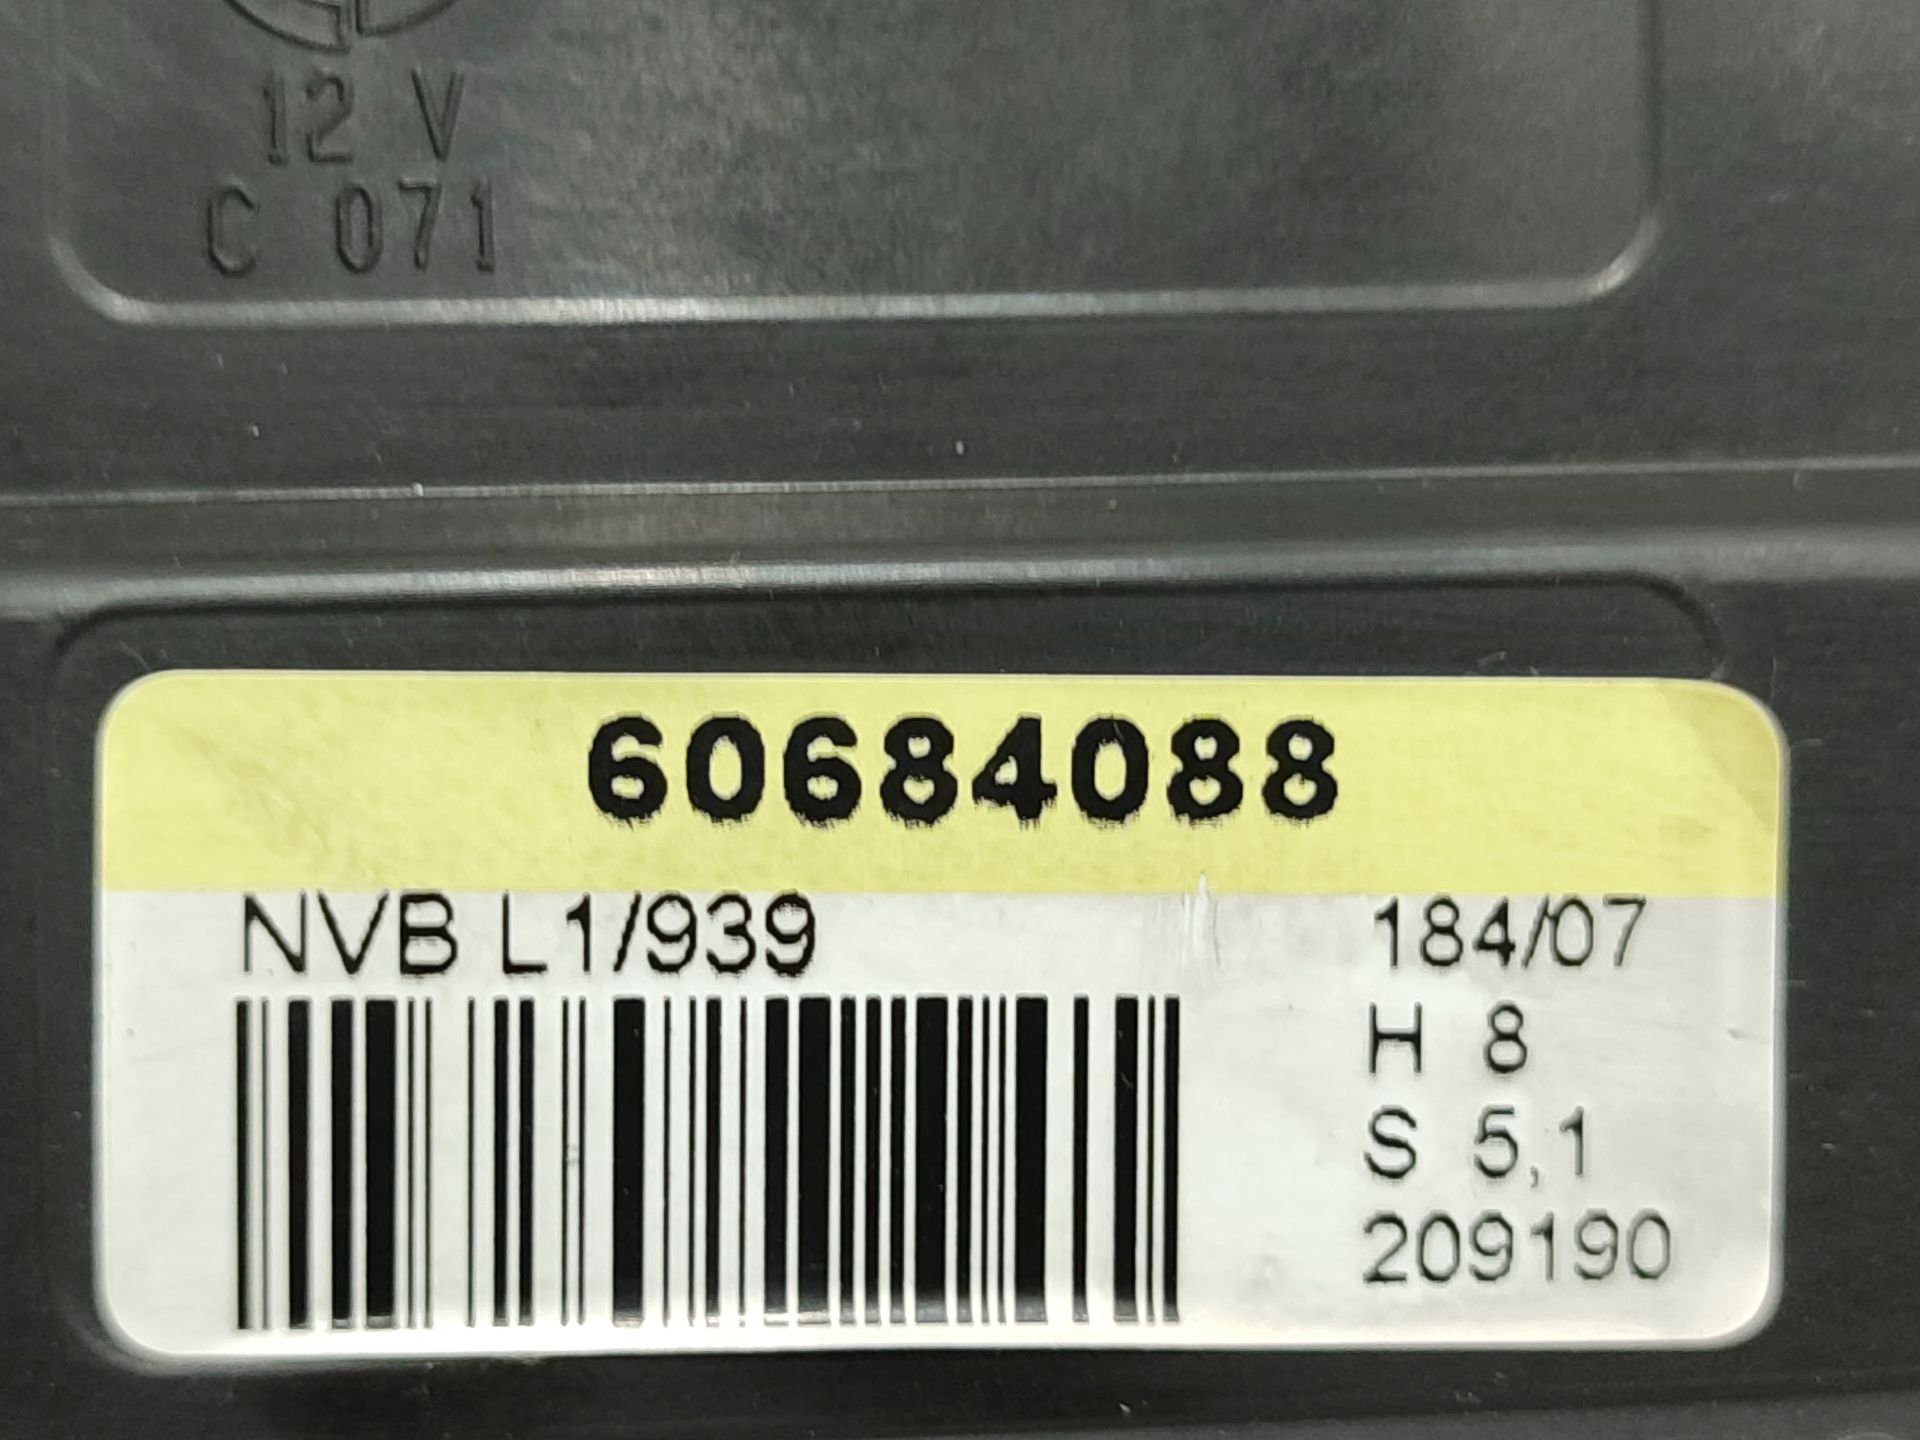 12 V
C 071
60684088
NVB L1/939
184/07
H 8
S 5,1
209190